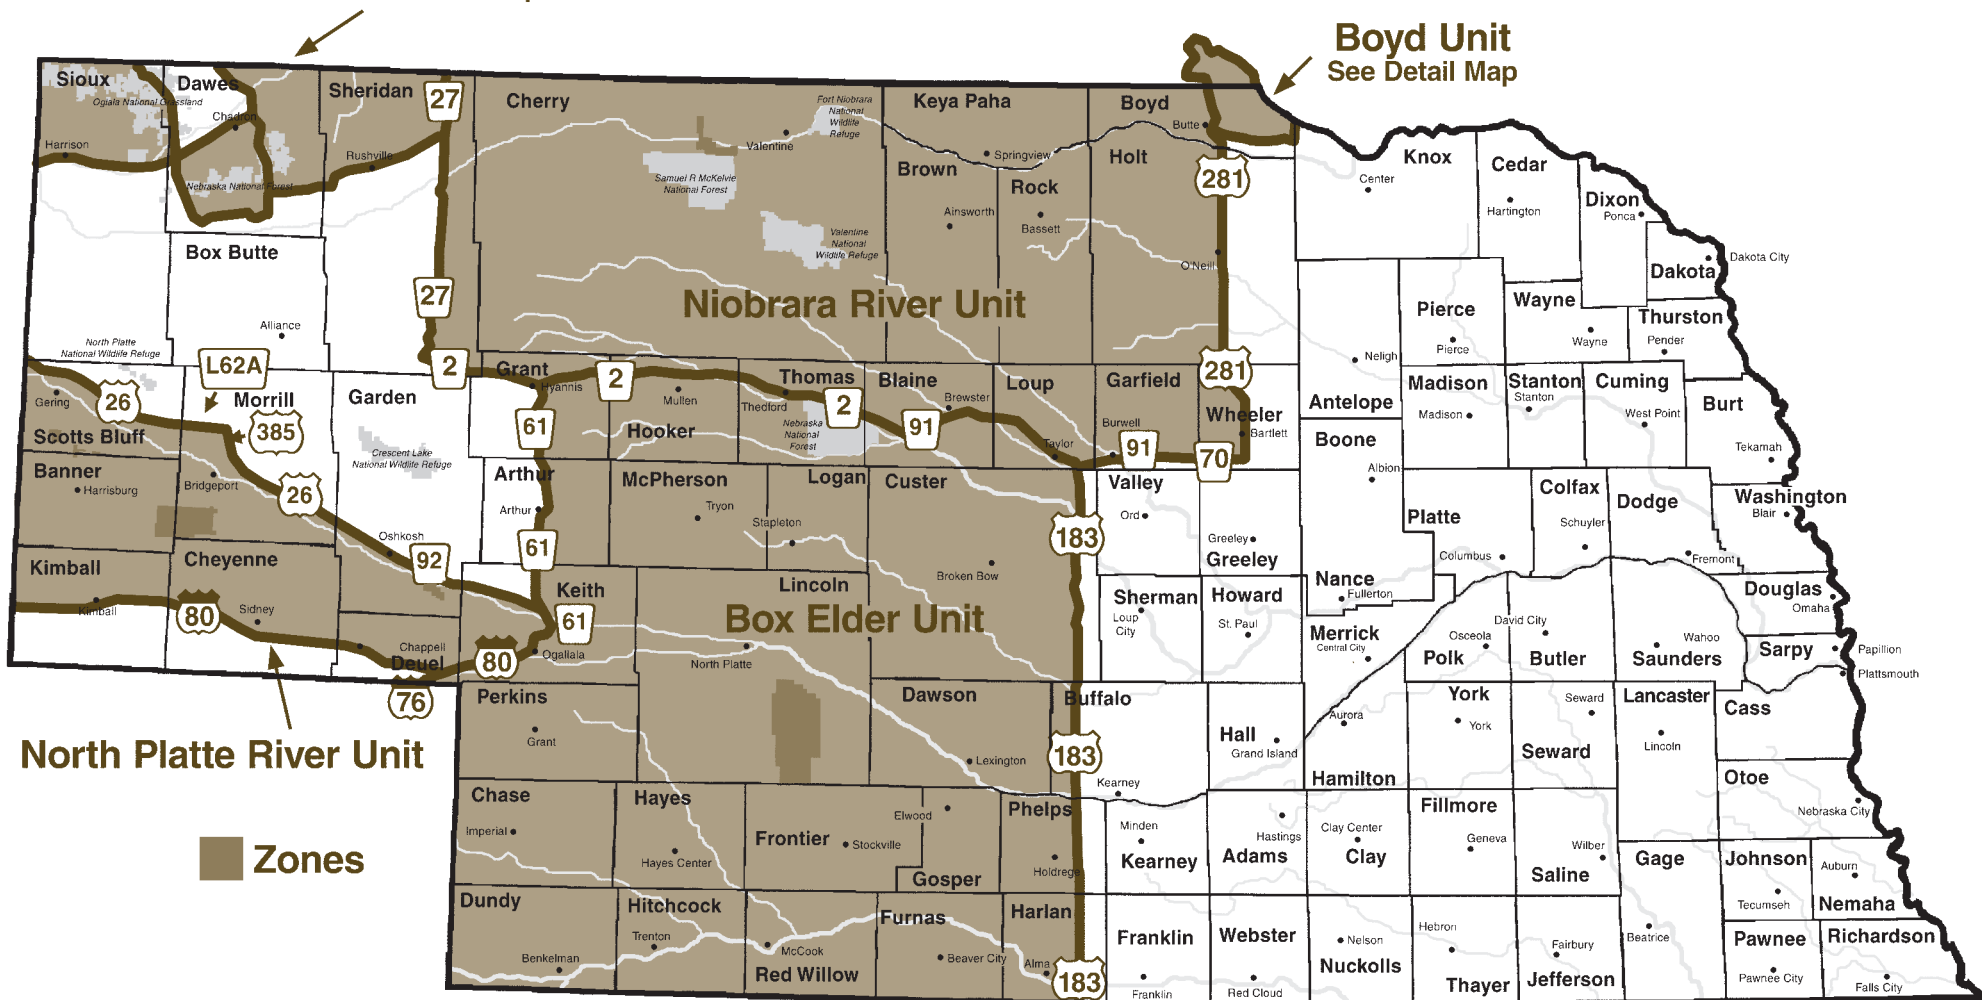 Boyd Unit
See Detail Map
Sioux
Dawes
Sheridan
27
Cherry
Fort Niobrara
National
Wildlife
Refuge
Keya Paha
Boyd
Oglala National Grassland
Chadron
Butte
Harrison
Rushville
Valentine
Springview
Holt
Knox
Cedar
Nebraska National Forest
Samuel R McKelvie
National Forest
Brown
Rock
281
Center
Hartington
Dixon
Ponca
Ainsworth
Bassett
Box Butte
Valentine
National
Wildlife Refuge
O'Neill
Dakota
Dakota City
27
Niobrara River Unit
Pierce
Wayne
Thurston
Alliance
Wayne
Pender
North Platte
National Wildlife Refuge
Pierce
Neligh
L62A
2
Grant
2
Thomas
Blaine
Loup
Garfield
281
Madison
Stanton
Cuming
Hyannis
Mullen
Thedford
2
Brewster
Stanton
Gering
26
Morrill
Garden
Antelope
Madison
West Point
Burt
385
61
Nebraska
National
Forest
91
Burwell
Wheeler
Bartlett
Scotts Bluff
Hooker
Taylor
91
70
Boone
Tekamah
Crescent Lake
National Wildlife Refuge
Banner
Harrisburg
Bridgeport
26
Arthur
McPherson
Logan
Custer
Valley
Albion
Colfax
Dodge
Washington
Blair
Arthur
Tryon
Stapleton
Ord
Platte
Schuyler
Oshkosh
183
Greeley
Greeley
Columbus
Fremont
Kimball
Cheyenne
92
61
Broken Bow
Keith
Lincoln
Sherman
Howard
Nance
Fullerton
Douglas
Omaha
Kimball
80
Sidney
61
Box Elder Unit
Loup
City
St. Paul
Merrick
Central City
Osceola
David City
Wahoo
Chappell
Deuel
80
Ogallala
North Platte
Polk
Butler
Saunders
Sarpy
Papillion
Plattsmouth
76
Perkins
Dawson
Buffalo
York
Seward
Lancaster
Cass
Grant
Hall
Grand Island
Aurora
York
Lincoln
North Platte River Unit
Lexington
183
Seward
Kearney
Hamilton
Otoe
Chase
Hayes
Phelps
Fillmore
Nebraska City
Zones
Imperial
Frontier
Elwood
Stockville
Minden
Hastings
Clay Center
Geneva
Wilber
Hayes Center
Holdrege
Kearney
Adams
Clay
Saline
Gage
Johnson
Auburn
Gosper
Dundy
Hitchcock
Furnas
Harlan
Tecumseh
Nemaha
Trenton
McCook
Franklin
Webster
Nelson
Hebron
Fairbury
Beatrice
Pawnee
Richardson
Benkelman
Red Willow
Beaver City
Alma
183
Nuckolls
Thayer
Jefferson
Pawnee City
Falls City
Franklin
Red Cloud